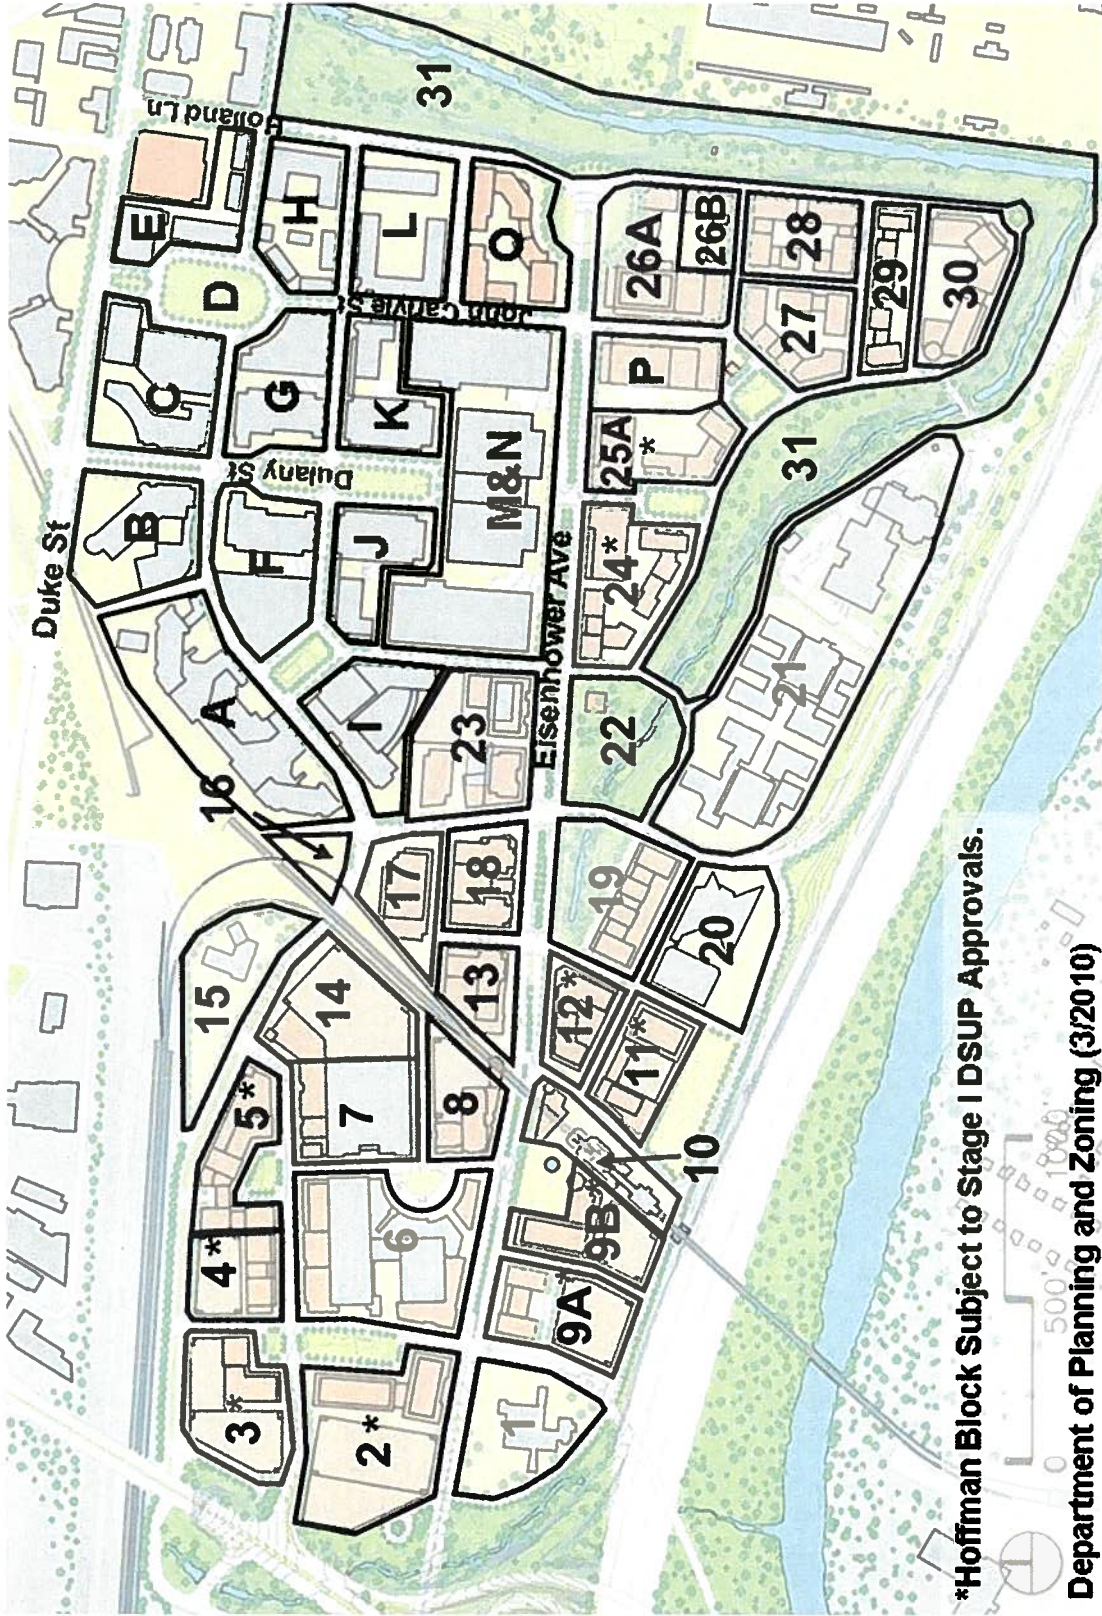 Duke St
Holland Ln
B
C
E
4*
15
16
A
D
3*
5*
F
Dulany St
G
H
2*
7
14
I
J
K
John Carlyle St
L
31
6
8
17
13
18
23
M&N
O
1
Eisenhower Ave
9A*
9B
12*
19
22
24*
25A*
P
26A
11*
10
20
26B
21
31
27
28
29
30
*Hoffman Block Subject to Stage I DSUP Approvals.
0 500' 1000
Department of Planning and Zoning (3/2010)